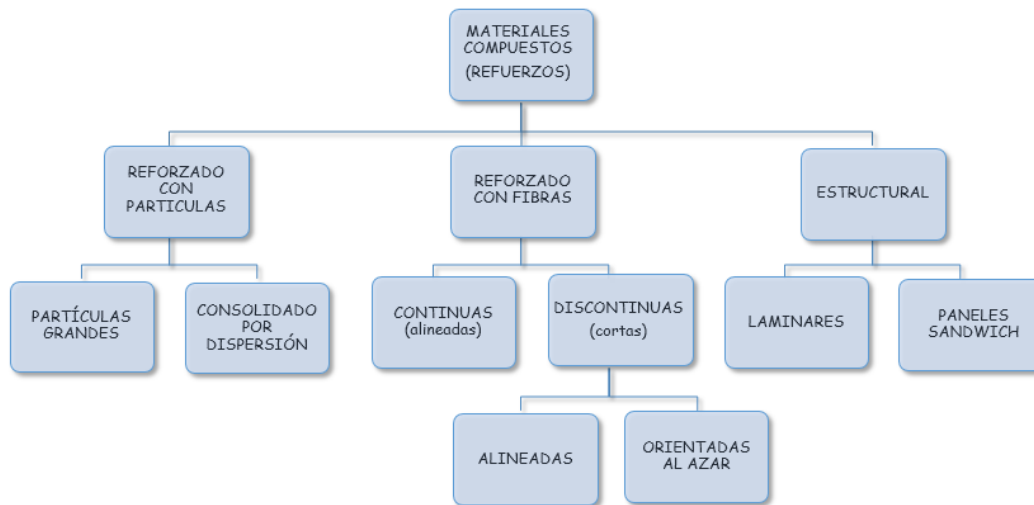 MATERIALES
COMPUESTOS
(REFUERZOS)
REFORZADO
CON
PARTICULAS
REFORZADO
CON FIBRAS
ESTRUCTURAL
PARTÍCULAS
GRANDES
CONSOLIDADO
POR
DISPERSIÓN
CONTINUAS
(alineadas)
DISCONTINUAS
(cortas)
LAMINARES
PANELES
SANDWICH
ALINEADAS
ORIENTADAS
AL AZAR